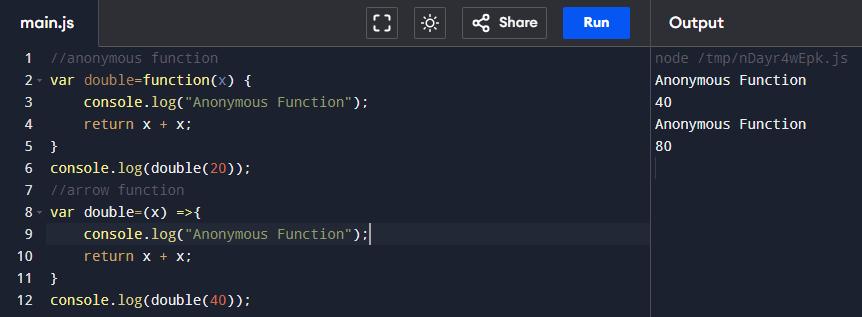 main.js Share Run Output
1 //anonymous function
2 var double=function(x) {
3 console.log("Anonymous Function");
4 return x + x;
5 }
6 console.log(double(20));
7 //arrow function
8 var double=(x) =>{
9 console.log("Anonymous Function");
10 return x + x;
11 }
12 console.log(double(40));
node /tmp/nDayr4wEpk.js
Anonymous Function
40
Anonymous Function
80